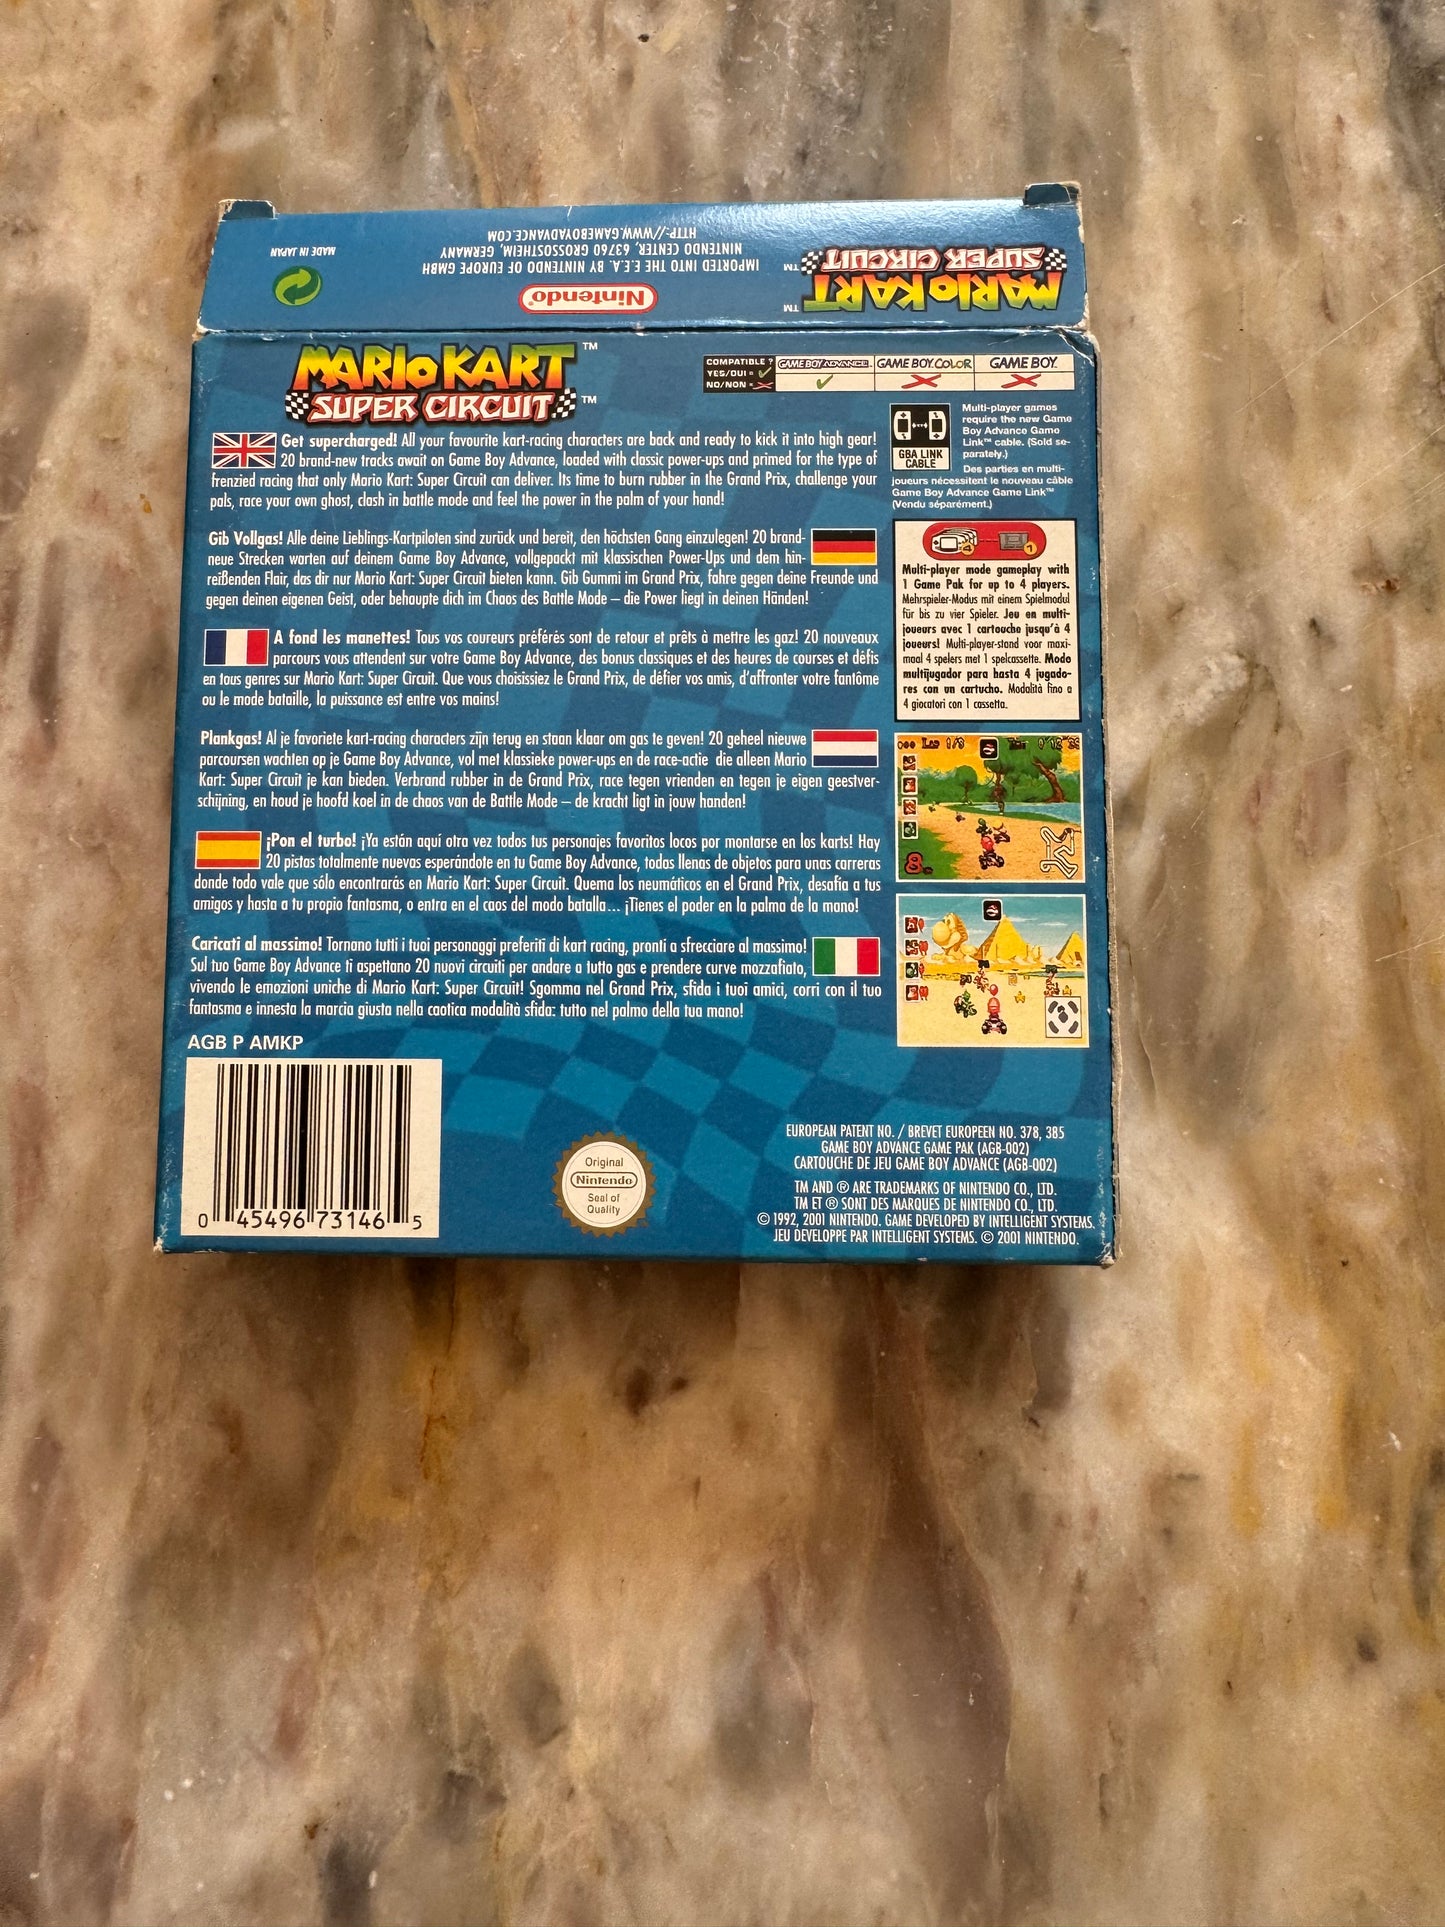 HTTP://WWW.GAMEBOYADVANCE.COM
NINTENDO CENTER, 63760 GROSSOSTHEIM, GERMANY
IMPORTED INTO THE E.E.A. BY NINTENDO OF EUROPE GMBH
MADE IN JAPAN
Nintendo®
MARIO KART™
SUPER CIRCUIT™
MARIO KART™
SUPER CIRCUIT™
COMPATIBLE ?
YES/OUI =
NO/NON =
GAME BOY ADVANCE
GAME BOY COLOR
GAME BOY
Get supercharged! All your favourite kart-racing characters are back and ready to kick it into high gear!
20 brand-new tracks await on Game Boy Advance, loaded with classic power-ups and primed for the type of
frenzied racing that only Mario Kart: Super Circuit can deliver. Its time to burn rubber in the Grand Prix, challenge your
pals, race your own ghost, clash in battle mode and feel the power in the palm of your hand!
Gib Vollgas! Alle deine Lieblings-Kartpiloten sind zurück und bereit, den höchsten Gang einzulegen! 20 brand-
neue Strecken warten auf deinem Game Boy Advance, vollgepackt mit klassischen Power-Ups und dem hin-
reißenden Flair, das dir nur Mario Kart: Super Circuit bieten kann. Gib Gummi im Grand Prix, fahre gegen deine Freunde und
gegen deinen eigenen Geist, oder behaupte dich im Chaos des Battle Mode – die Power liegt in deinen Händen!
A fond les manettes! Tous vos coureurs préférés sont de retour et prêts à mettre les gaz! 20 nouveaux
parcours vous attendent sur votre Game Boy Advance, des bonus classiques et des heures de courses et défis
en tous genres sur Mario Kart: Super Circuit. Que vous choisissiez le Grand Prix, de défier vos amis, d'affronter votre fantôme
ou le mode bataille, la puissance est entre vos mains!
Plankgas! Al je favoriete kart-racing characters zijn terug en staan klaar om gas te geven! 20 geheel nieuwe
parcoursen wachten op je Game Boy Advance, vol met klassieke power-ups en de race-actie die alleen Mario
Kart: Super Circuit je kan bieden. Verbrand rubber in de Grand Prix, race tegen vrienden en tegen je eigen geestver-
schijning, en houd je hoofd koel in de chaos van de Battle Mode – de kracht ligt in jouw handen!
¡Pon el turbo! ¡Ya están aquí otra vez todos tus personajes favoritos locos por montarse en los karts! Hay
20 pistas totalmente nuevas esperándote en tu Game Boy Advance, todas llenas de objetos para unas carreras
donde todo vale que sólo encontrarás en Mario Kart: Super Circuit. Quema los neumáticos en el Grand Prix, desafía a tus
amigos y hasta a tu propio fantasma, o entra en el caos del modo batalla... ¡Tienes el poder en la palma de la mano!
Caricati al massimo! Tornano tutti i tuoi personaggi preferiti di kart racing, pronti a sfrecciare al massimo!
Sul tuo Game Boy Advance ti aspettano 20 nuovi circuiti per andare a tutto gas e prendere curve mozzafiato,
vivendo le emozioni uniche di Mario Kart: Super Circuit! Sgomma nel Grand Prix, sfida i tuoi amici, corri con il tuo
fantasma e innesta la marcia giusta nella caotica modalità sfida: tutto nel palmo della tua mano!
GBA LINK
CABLE
Multi-player games
require the new Game
Boy Advance Game
Link™ cable. (Sold se-
parately.)
Des parties en multi-
joueurs nécessitent le nouveau câble
Game Boy Advance Game Link™
(Vendu séparément.)
4
1
Multi-player mode gameplay with
1 Game Pak for up to 4 players.
Mehrspieler-Modus mit einem Spielmodul
für bis zu vier Spieler. Jeu en multi-
joueurs avec 1 cartouche jusqu'à 4
joueurs! Multi-player-stand voor maxi-
maal 4 spelers met 1 spelcassette. Modo
multijugador para hasta 4 jugado-
res con un cartucho. Modalità fino a
4 giocatori con 1 cassetta.
LAP 1/3
8
AGB P AMKP
0 45496 73146 5
Original
Nintendo
Seal of
Quality
EUROPEAN PATENT NO. / BREVET EUROPEEN NO. 378, 385
GAME BOY ADVANCE GAME PAK (AGB-002)
CARTOUCHE DE JEU GAME BOY ADVANCE (AGB-002)
TM AND ® ARE TRADEMARKS OF NINTENDO CO., LTD.
TM ET ® SONT DES MARQUES DE NINTENDO CO., LTD.
© 1992, 2001 NINTENDO. GAME DEVELOPED BY INTELLIGENT SYSTEMS.
JEU DEVELOPPE PAR INTELLIGENT SYSTEMS. © 2001 NINTENDO.